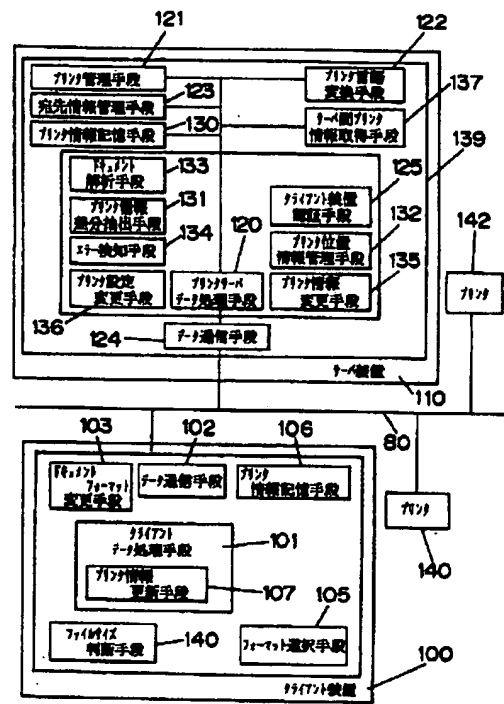 121
122
プリンタ管理手段
プリンタ言語
変換手段
123
宛先情報管理手段
137
130
プリンタ情報記憶手段
サーバ間プリンタ
情報取得手段
139
133
ドキュメント
解析手段
125
131
プリンタ情報
差分抽出手段
クライアント装置
認証手段
134
エラー検知手段
132
プリンタ位置
情報管理手段
120
142
プリンタ
プリンタ設定
変更手段
136
プリンタサーバ
データ処理手段
135
プリンタ情報
変更手段
124
データ通信手段
サーバ装置
110
80
103
102
106
ドキュメント
フォーマット
変更手段
データ通信手段
プリンタ
情報記憶手段
クライアント
データ処理手段
101
プリンタ
140
プリンタ情報
更新手段
107
105
ファイルサイズ
判断手段
140
フォーマット選択手段
100
クライアント装置